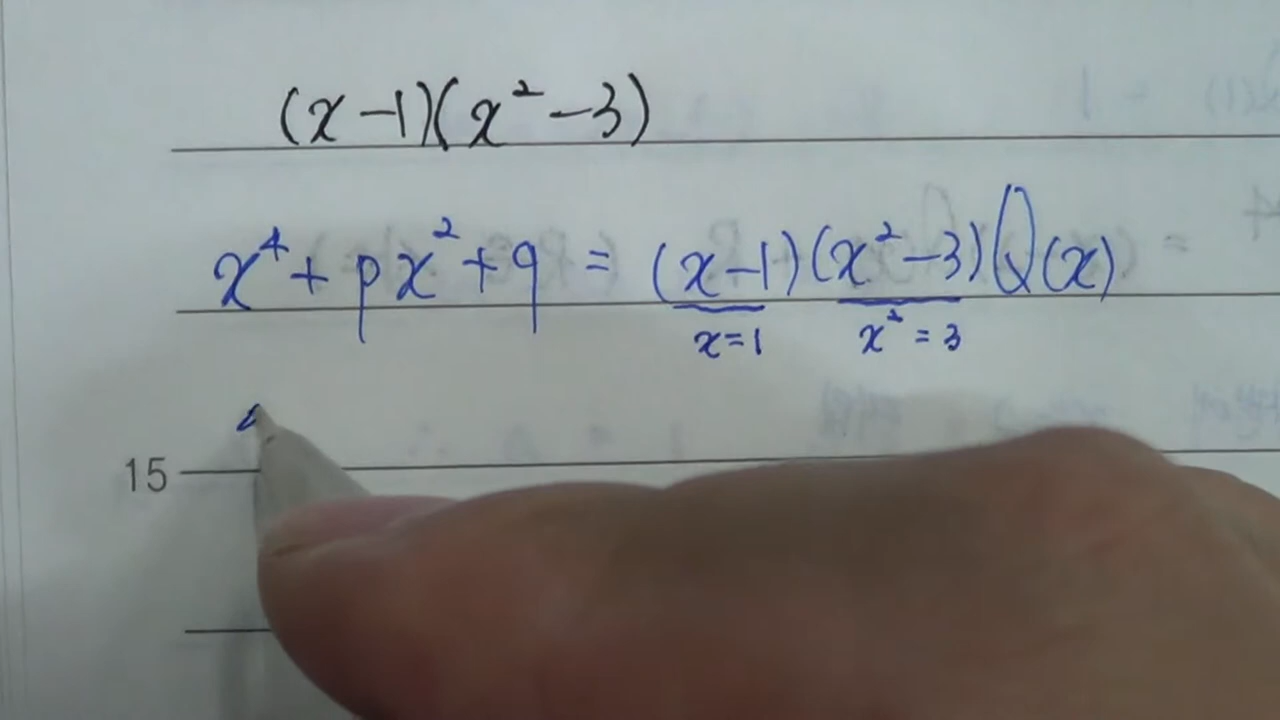 (x-1)(x²-3)
x⁴+px²+q = (x-1)(x²-3)Q(x)
x=1 x²=3
15